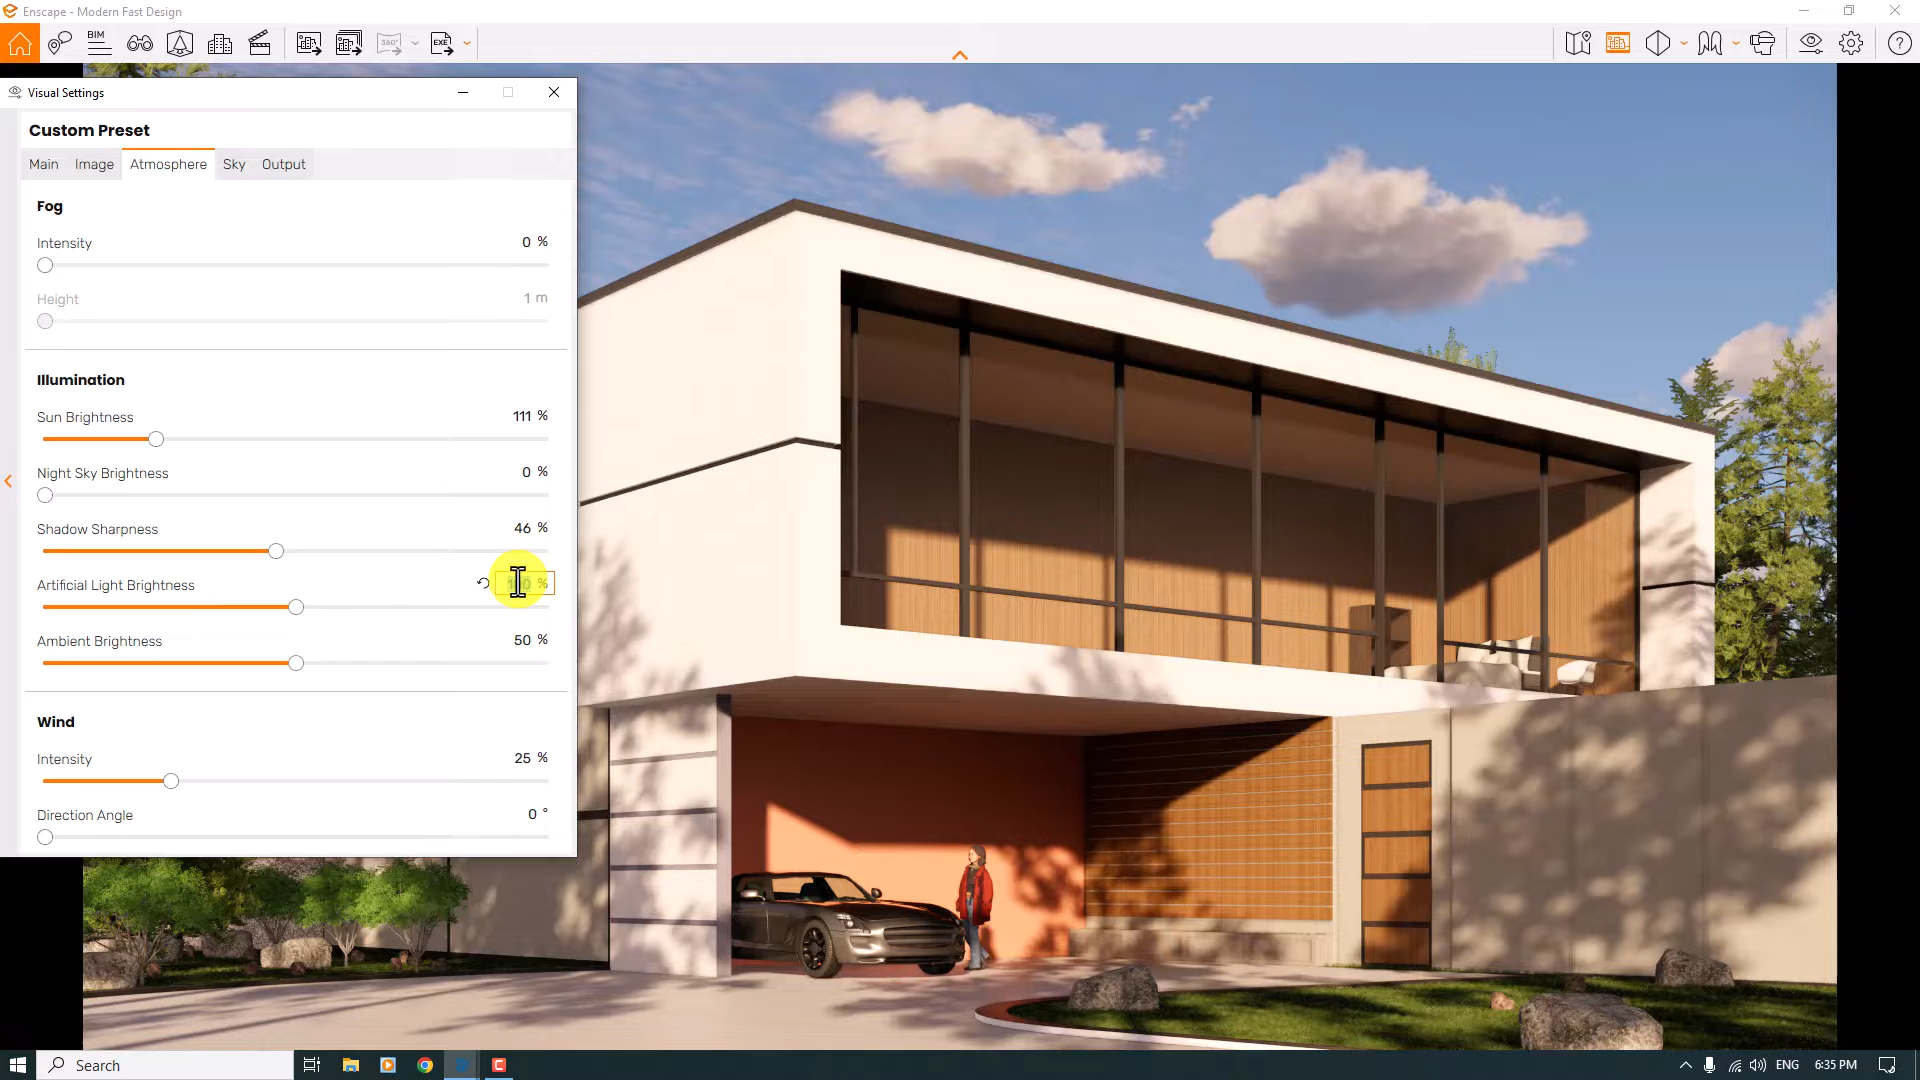 Enscape - Modern Fast Design
BIM
360°
EXE
Visual Settings
Custom Preset
Main Image Atmosphere Sky Output
Fog
Intensity 0 %
Height 1 m
Illumination
Sun Brightness 111 %
Night Sky Brightness 0 %
Shadow Sharpness 46 %
Artificial Light Brightness %
Ambient Brightness 50 %
Wind
Intensity 25 %
Direction Angle 0 °
Search
ENG 6:35 PM